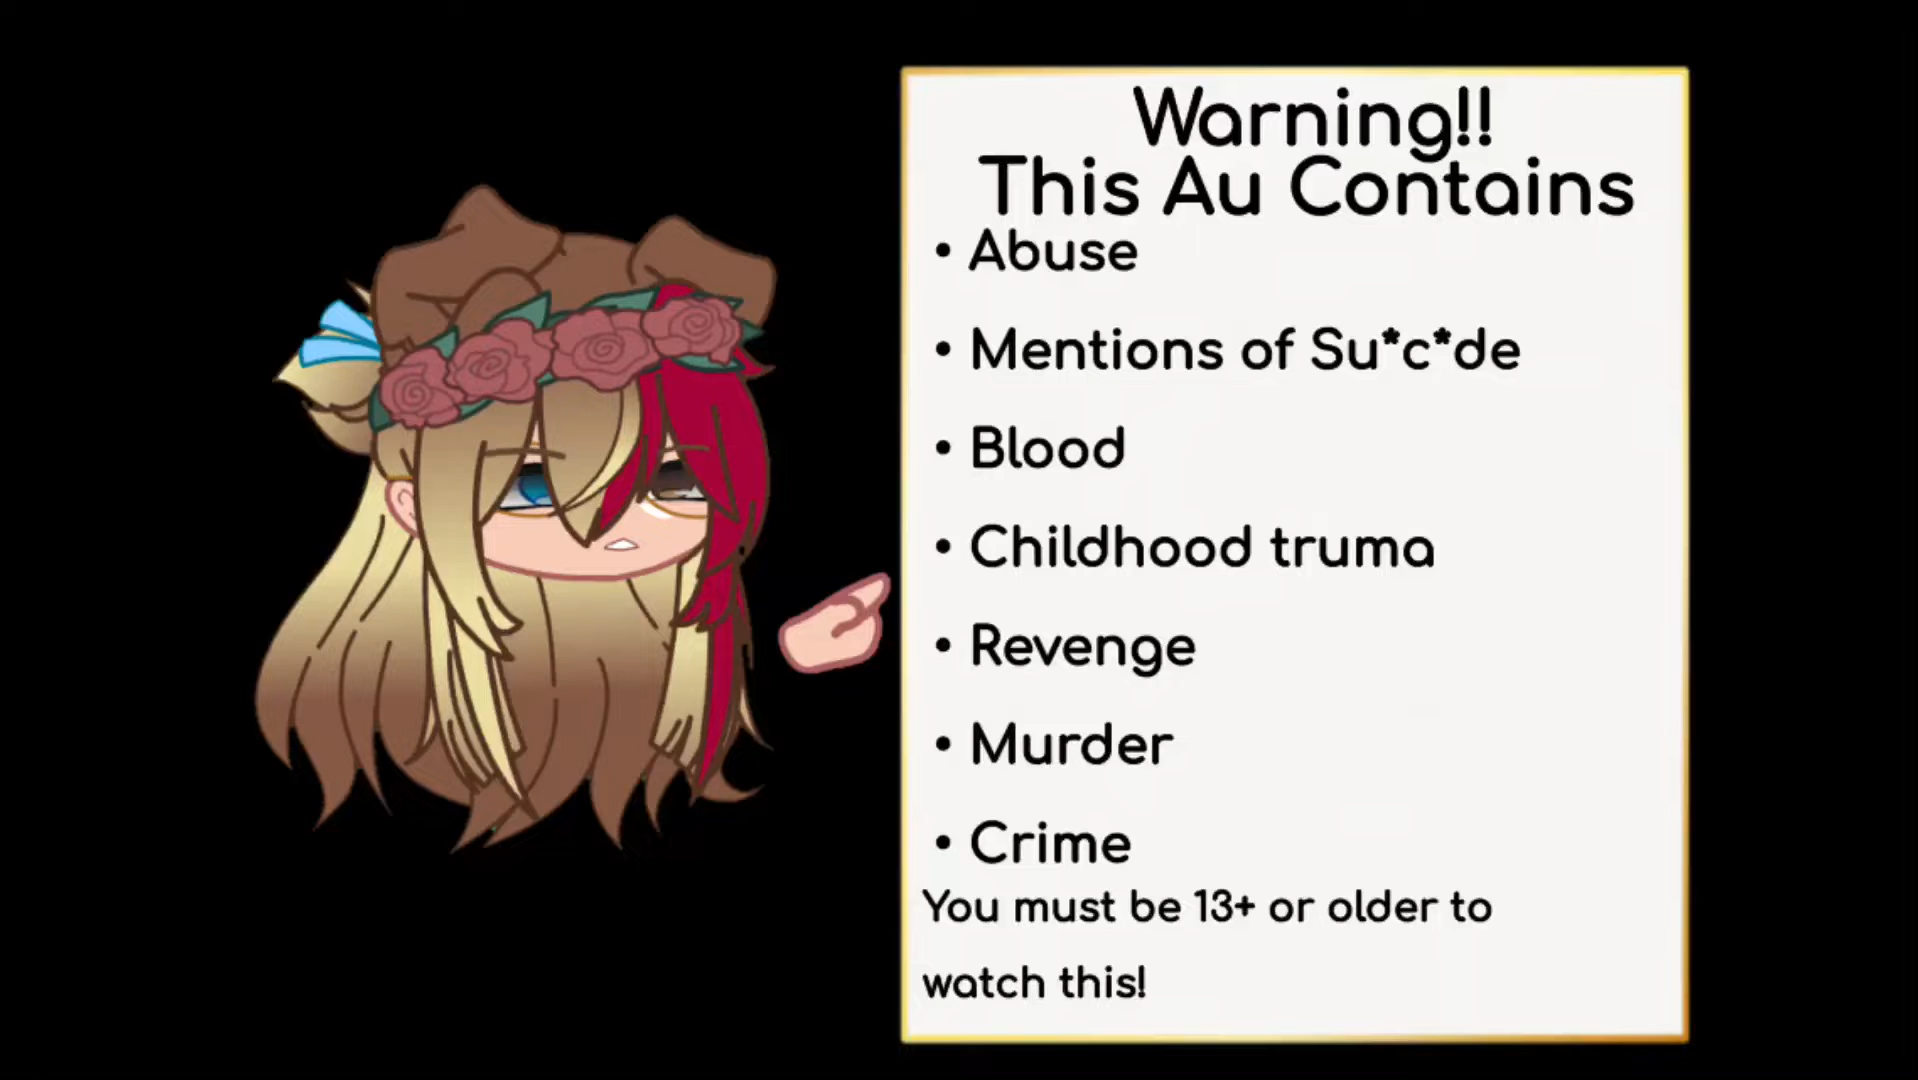 Warning!!
This Au Contains
• Abuse
• Mentions of Su*c*de
• Blood
• Childhood truma
• Revenge
• Murder
• Crime
You must be 13+ or older to
watch this!